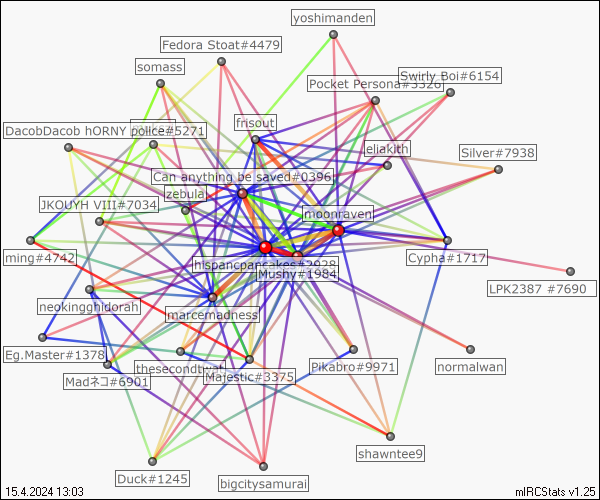 yoshimanden
Fedora Stoat#4479
somass
Swirly Boi#6154
Pocket Persona#3326
frisout
DacobDacob hORNY police#5271
eliakith
Silver#7938
Can anything be saved#0396
zebula
JKOUYH VIII#7034
moonraven
ming#4742
hispancpancakes#2928
Cypha#1717
Mushy#1984
LPK2387 #7690
neokingghidorah
marcemadness
Eg.Master#1378
thesecondtwat
Pikabro#9971
normalwan
Madネコ#6901
Majestic#3375
shawntee9
Duck#1245
bigcitysamurai
15.4.2024 13:03
mIRCStats v1.25